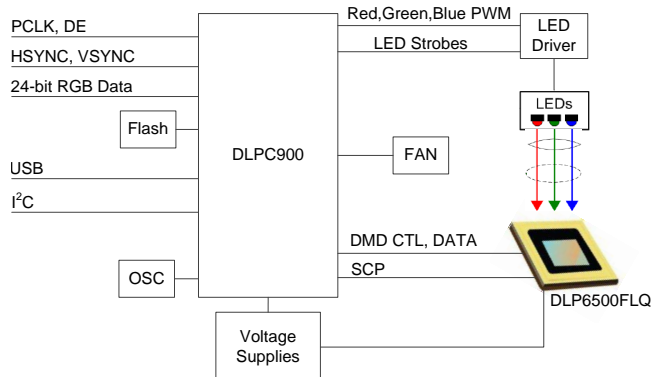 PCLK, DE
HSYNC, VSYNC
24-bit RGB Data
Flash
USB
I²C
OSC
DLPC900
Voltage
Supplies
Red,Green,Blue PWM
LED Strobes
LED
Driver
LEDs
FAN
DMD CTL, DATA
SCP
DLP6500FLQ